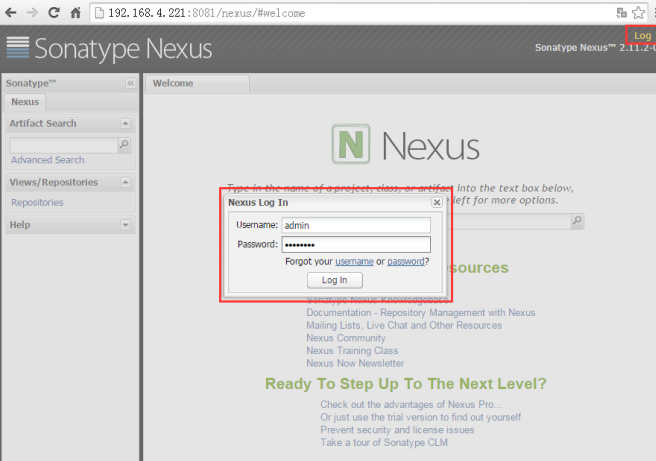 192.168.4.221:8081/nexus/#welcome
Sonatype Nexus
Log
Sonatype Nexus™ 2.11.2-0
Sonatype™
Welcome
Nexus
Artifact Search
Advanced Search
Views/Repositories
Repositories
Help
N Nexus
Type in the name of a project, class, or artifact into the text box below,
left for more options.
Nexus Log In
Username: admin
Password: ••••••••
Forgot your username or password?
Log In
Sonatype Nexus Knowledgebase
Documentation - Repository Management with Nexus
Mailing Lists, Live Chat and Other Resources
Nexus Community
Nexus Training Class
Nexus Now Newsletter
Ready To Step Up To The Next Level?
Check out the advantages of Nexus Pro...
Or just use the trial version to find out yourself
Prevent security and license issues
Take a tour of Sonatype CLM